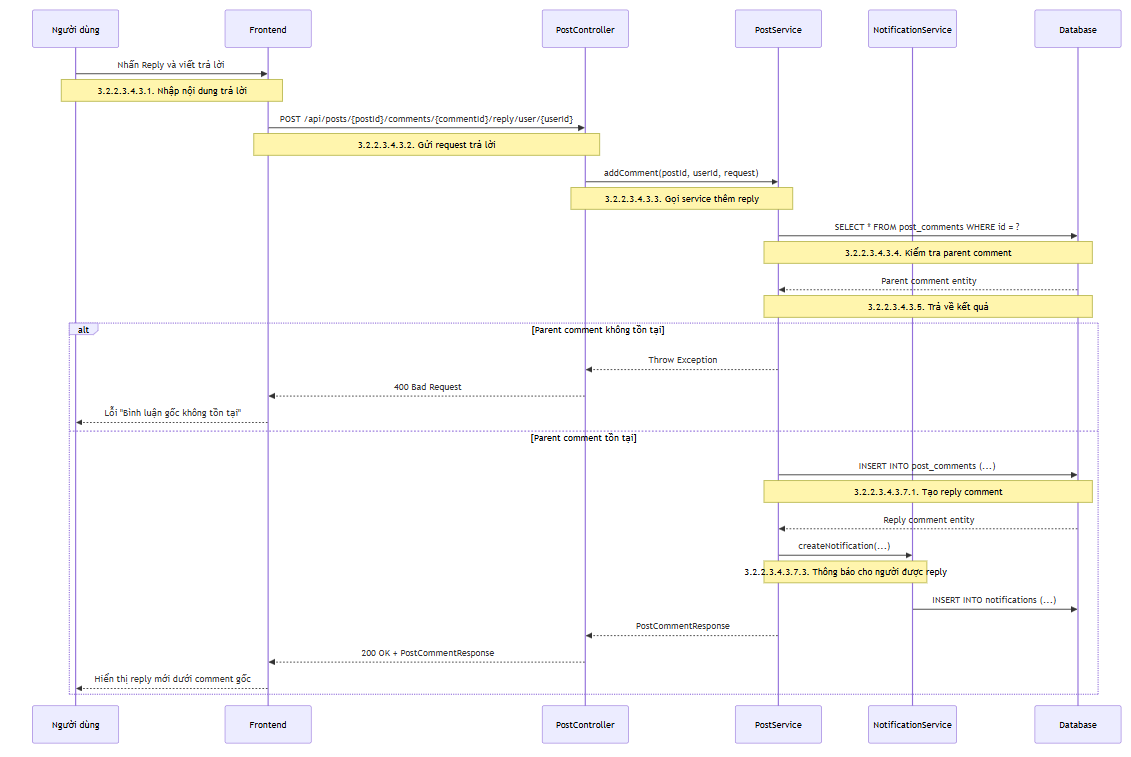 Người dùng
Frontend
PostController
PostService
NotificationService
Database
Nhấn Reply và viết trả lời
3.2.2.3.4.3.1. Nhập nội dung trả lời
POST /api/posts/{postId}/comments/{commentId}/reply/user/{userId}
3.2.2.3.4.3.2. Gửi request trả lời
addComment(postId, userId, request)
3.2.2.3.4.3.3. Gọi service thêm reply
SELECT * FROM post_comments WHERE id = ?
3.2.2.3.4.3.4. Kiểm tra parent comment
Parent comment entity
3.2.2.3.4.3.5. Trả về kết quả
alt
[Parent comment không tồn tại]
Throw Exception
400 Bad Request
Lỗi "Bình luận gốc không tồn tại"
[Parent comment tồn tại]
INSERT INTO post_comments (...)
3.2.2.3.4.3.7.1. Tạo reply comment
Reply comment entity
createNotification(...)
3.2.2.3.4.3.7.3. Thông báo cho người được reply
INSERT INTO notifications (...)
PostCommentResponse
200 OK + PostCommentResponse
Hiển thị reply mới dưới comment gốc
Người dùng
Frontend
PostController
PostService
NotificationService
Database